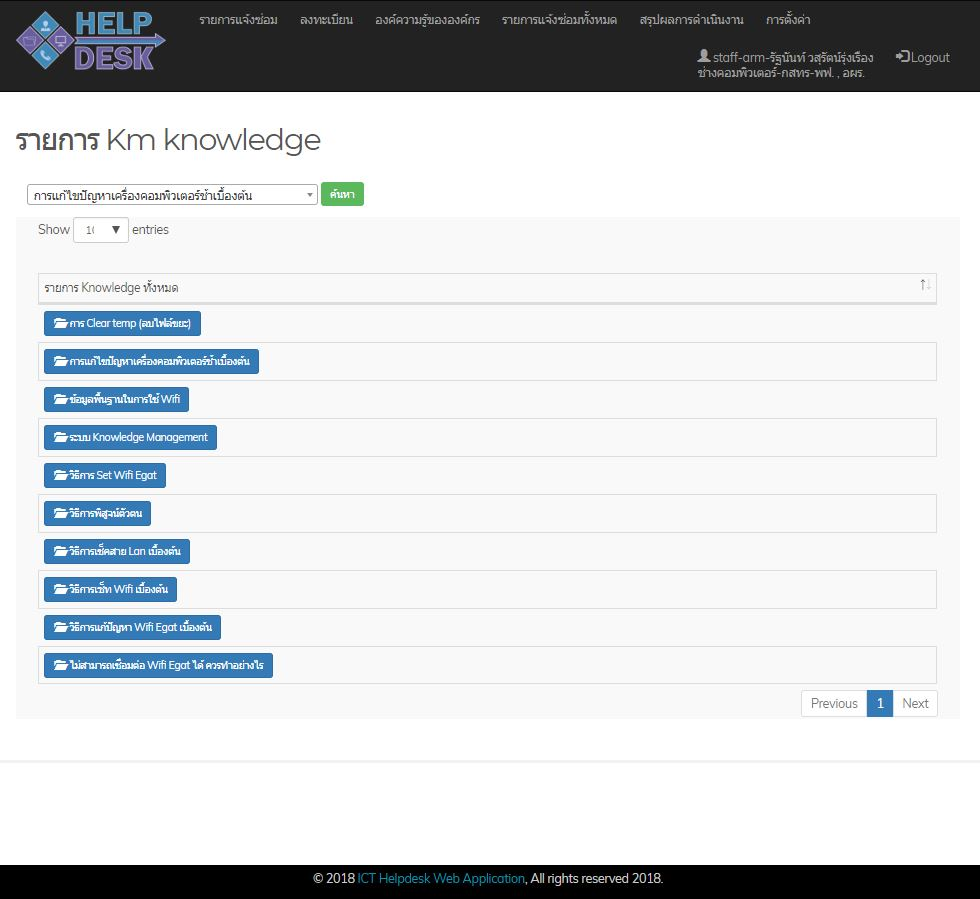 HELP
DESK
รายการแจ้งซ่อม ลงทะเบียน องค์ความรู้ขององค์กร รายการแจ้งซ่อมทั้งหมด สรุปผลการดำเนินงาน การตั้งค่า
staff-arm-รัฐนันท์ วสุรัตน์รุ่งเรือง Logout
ช่างคอมพิวเตอร์-กสทร-พฟ. , อผร.
รายการ Km knowledge
การแก้ไขปัญหาเครื่องคอมพิวเตอร์ช้าเบื้องต้น ค้นหา
Show 10 entries
รายการ Knowledge ทั้งหมด
การ Clear temp (ลบไฟล์ขยะ)
การแก้ไขปัญหาเครื่องคอมพิวเตอร์ช้าเบื้องต้น
ข้อมูลพื้นฐานในการใช้ Wifi
ระบบ Knowledge Management
วิธีการ Set Wifi Egat
วิธีการพิสูจน์ตัวตน
วิธีการเช็คสาย Lan เบื้องต้น
วิธีการเช็ท Wifi เบื้องต้น
วิธีการแก้ปัญหา Wifi Egat เบื้องต้น
ไม่สามารถเชื่อมต่อ Wifi Egat ได้ ควรทำอย่างไร
Previous 1 Next
© 2018 ICT Helpdesk Web Application, All rights reserved 2018.